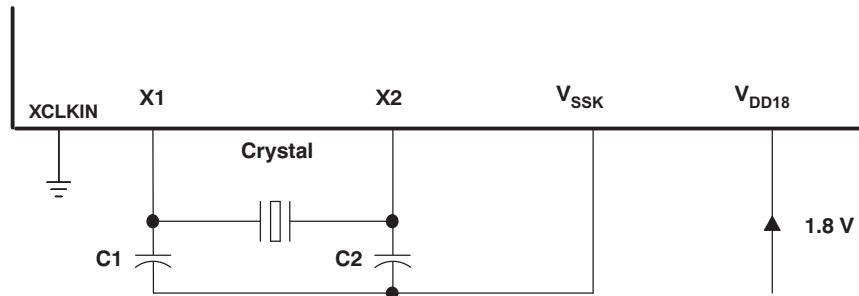 XCLKIN X1 X2 V_SSK V_DD18
Crystal
1.8 V
C1 C2